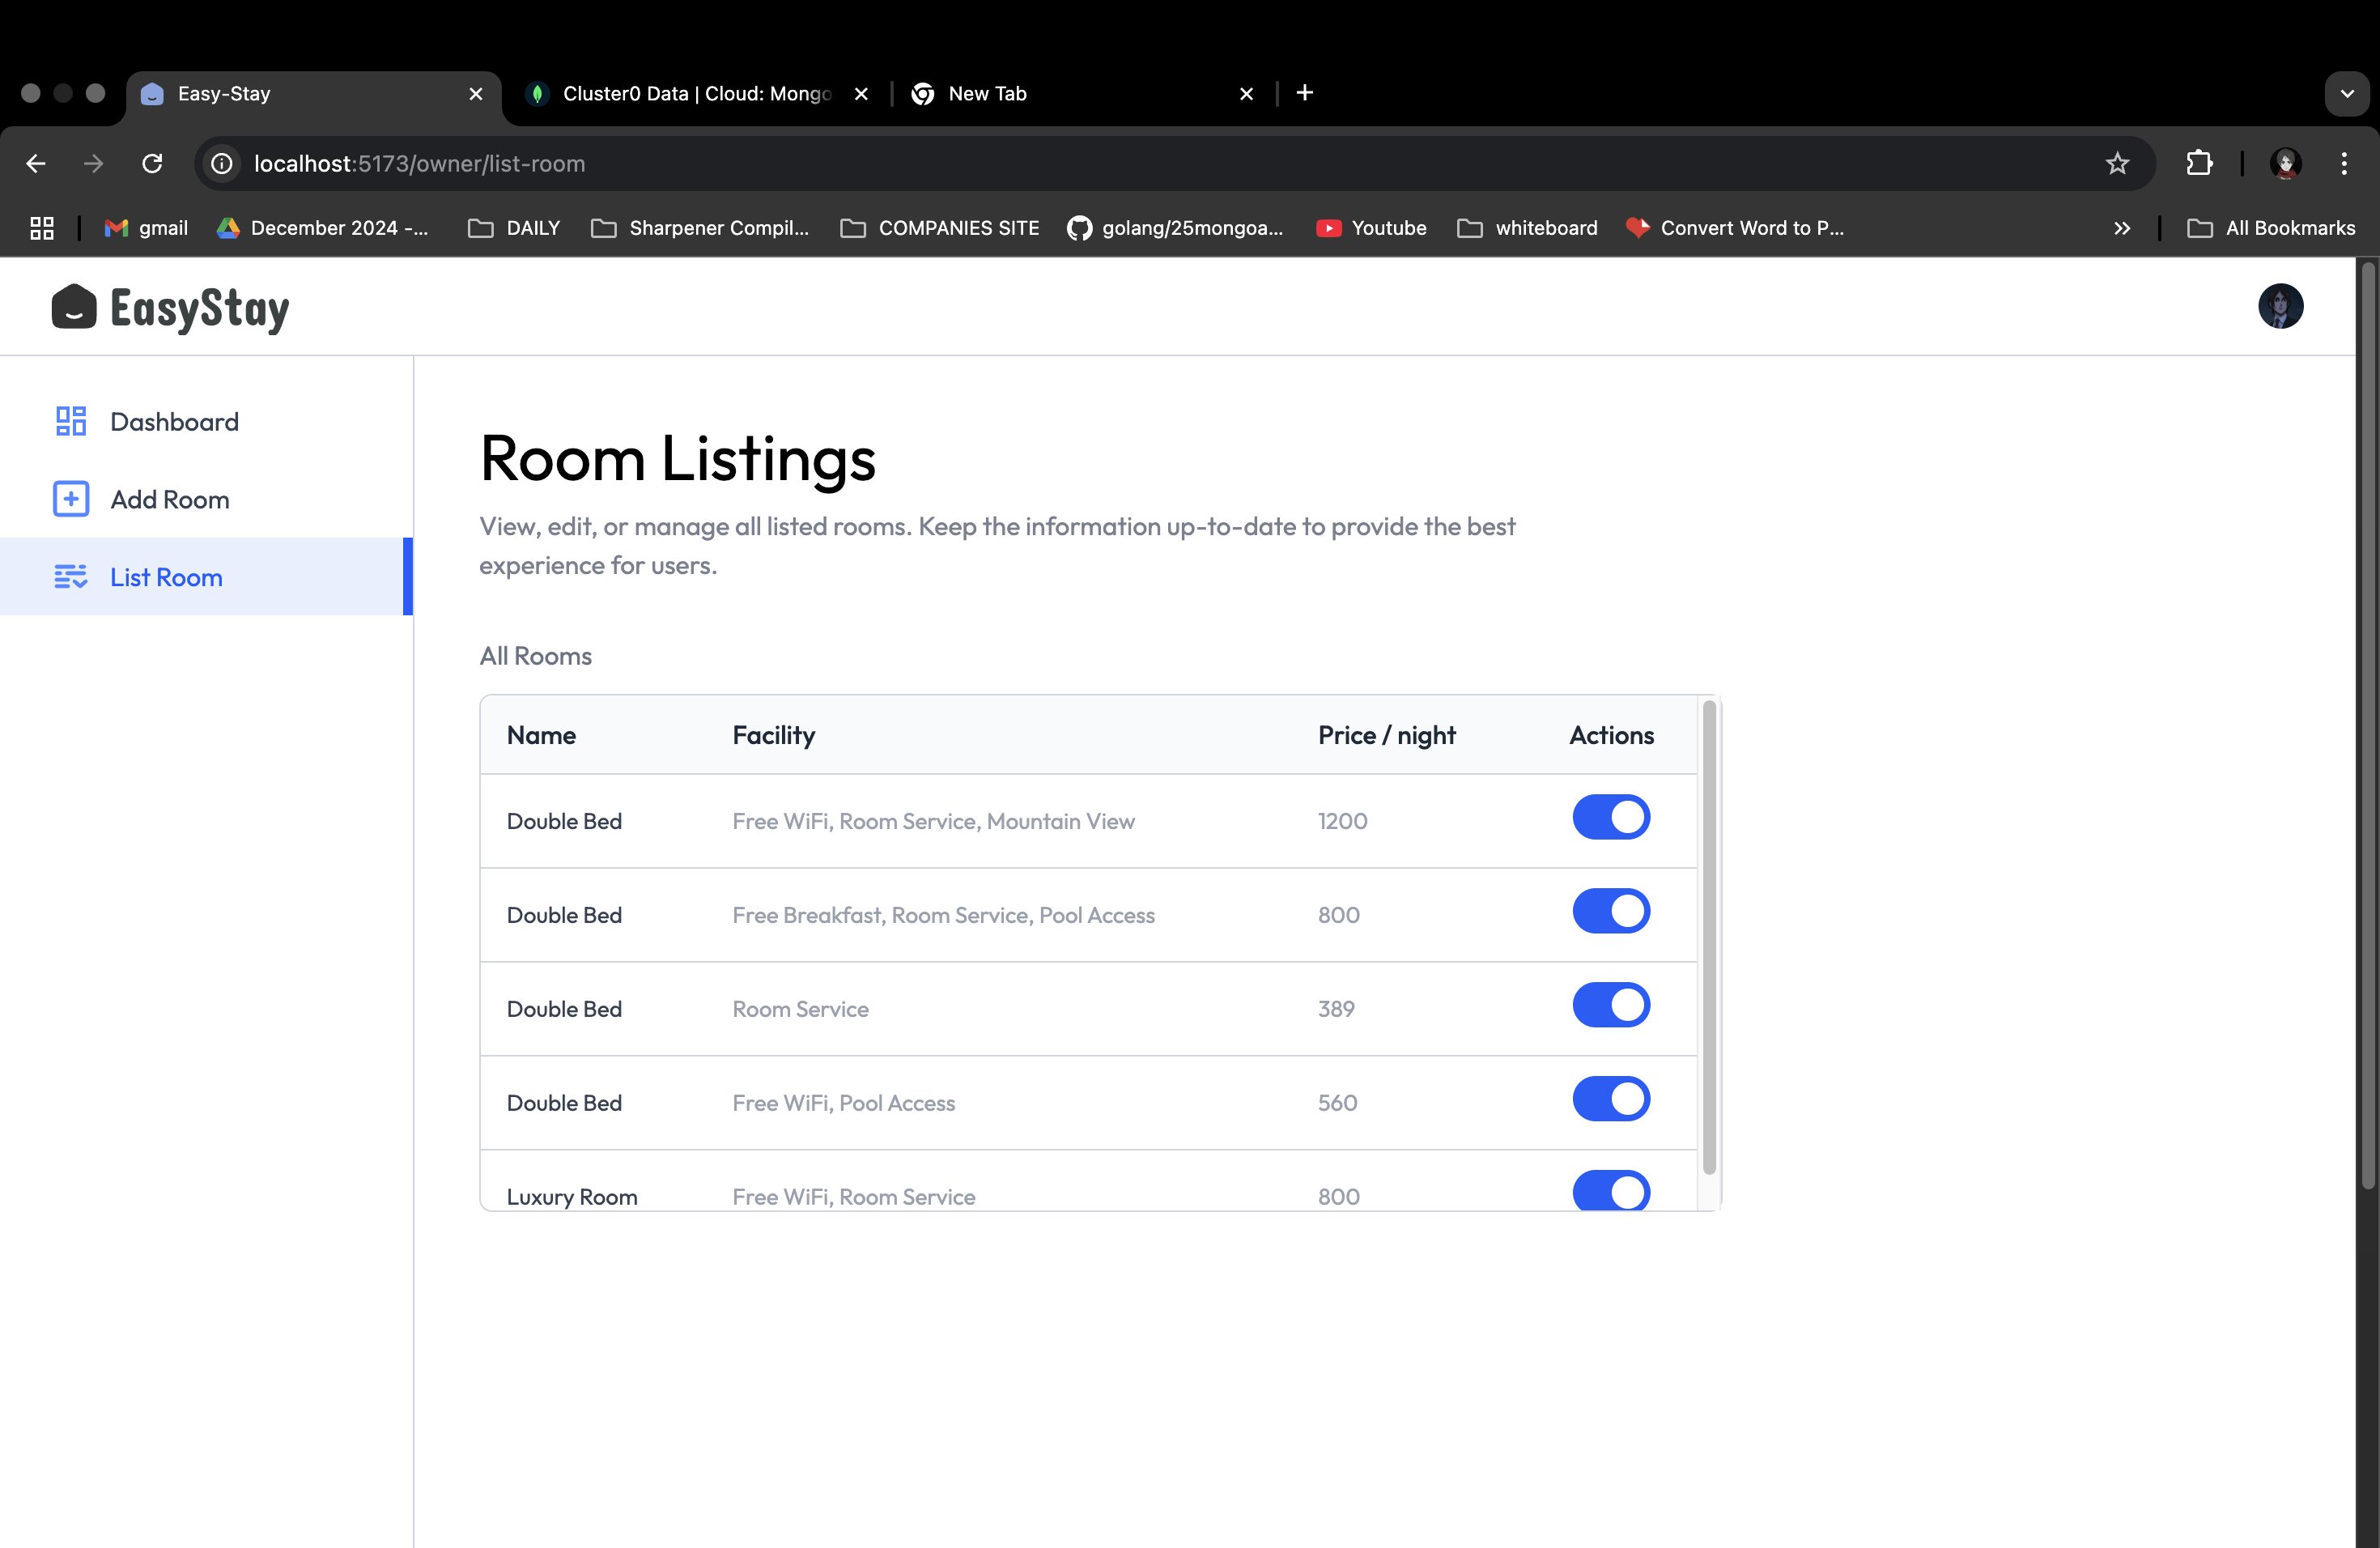 Easy-Stay
Cluster0 Data | Cloud: Mongo
New Tab
localhost:5173/owner/list-room
gmail
December 2024 -...
DAILY
Sharpener Compil...
COMPANIES SITE
golang/25mongoa...
Youtube
whiteboard
Convert Word to P...
All Bookmarks
EasyStay
Dashboard
Add Room
List Room
Room Listings
View, edit, or manage all listed rooms. Keep the information up-to-date to provide the best
experience for users.
All Rooms
Name Facility Price / night Actions
Double Bed Free WiFi, Room Service, Mountain View 1200
Double Bed Free Breakfast, Room Service, Pool Access 800
Double Bed Room Service 389
Double Bed Free WiFi, Pool Access 560
Luxury Room Free WiFi, Room Service 800